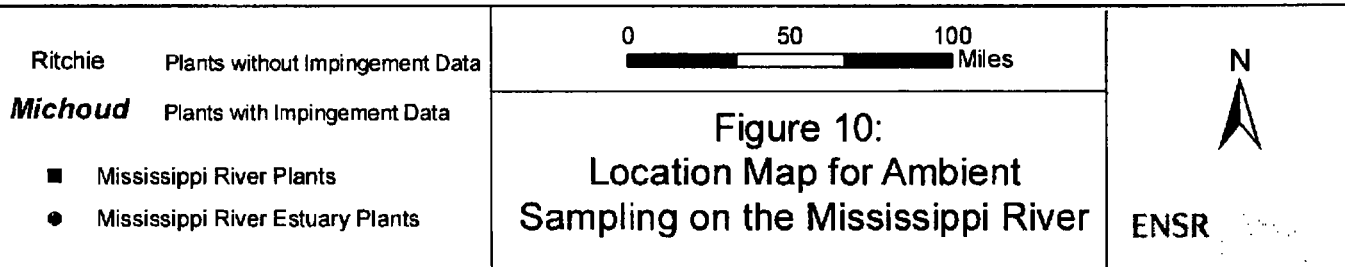 Ritchie Plants without Impingement Data
Michoud Plants with Impingement Data
Mississippi River Plants
Mississippi River Estuary Plants
0 50 100
Miles
Figure 10:
Location Map for Ambient
Sampling on the Mississippi River
N
ENSR